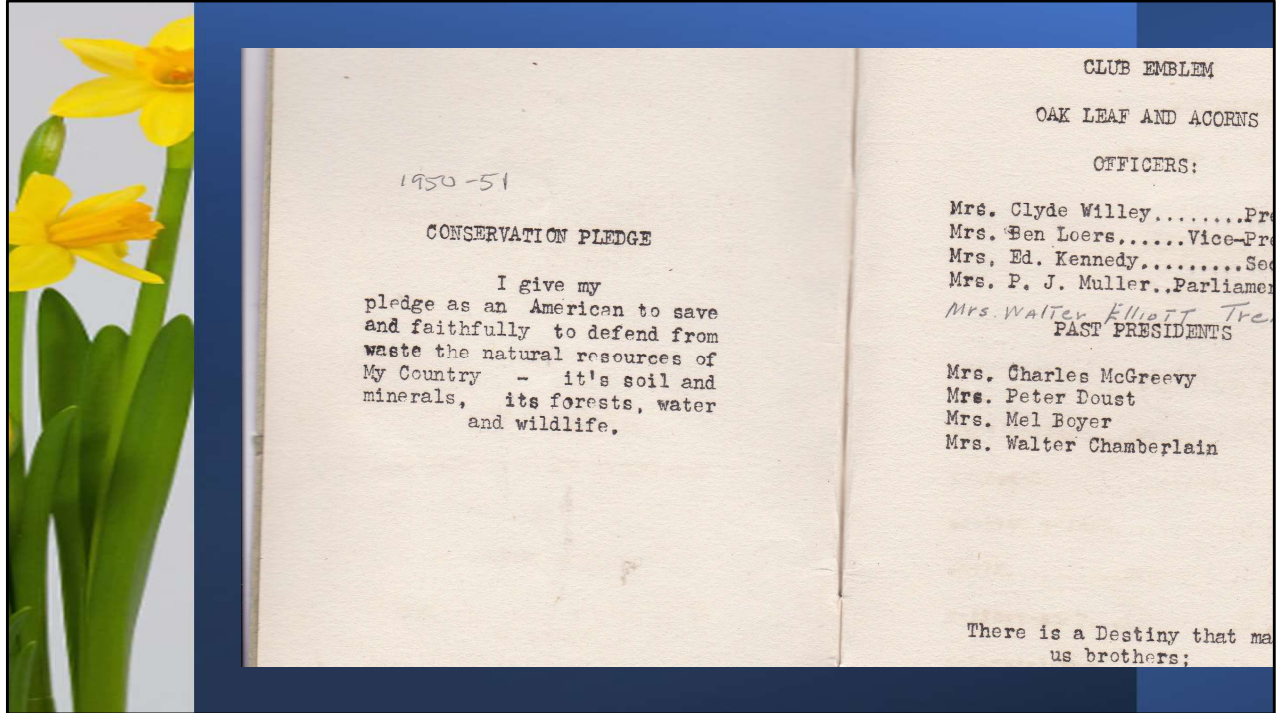 1950-51
CONSERVATION PLEDGE
I give my
pledge as an American to save
and faithfully to defend from
waste the natural resources of
My Country - it's soil and
minerals, its forests, water
and wildlife.
CLUB EMBLEM
OAK LEAF AND ACORNS
OFFICERS:
Mrs. Clyde Willey........Pre
Mrs. Ben Loers,.....Vice-Pre
Mrs, Ed. Kennedy.........Sec
Mrs. P. J. Muller..Parliamen
Mrs. Walter Elliott Tre
PAST PRESIDENTS
Mrs. Charles McGreevy
Mrs. Peter Doust
Mrs. Mel Boyer
Mrs. Walter Chamberlain
There is a Destiny that ma
us brothers;